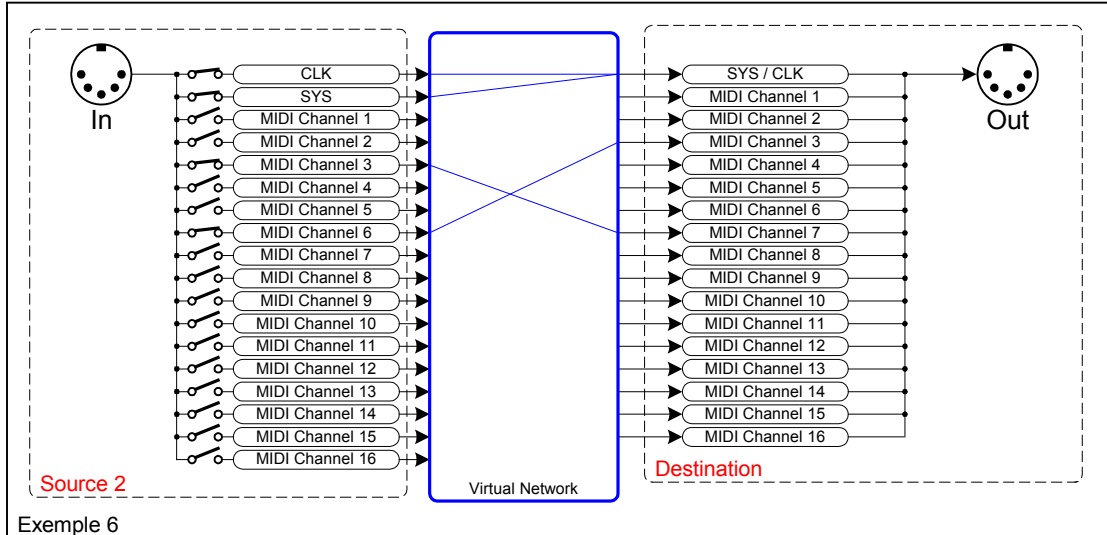 In
CLK
SYS
MIDI Channel 1
MIDI Channel 2
MIDI Channel 3
MIDI Channel 4
MIDI Channel 5
MIDI Channel 6
MIDI Channel 7
MIDI Channel 8
MIDI Channel 9
MIDI Channel 10
MIDI Channel 11
MIDI Channel 12
MIDI Channel 13
MIDI Channel 14
MIDI Channel 15
MIDI Channel 16
Source 2
Virtual Network
SYS / CLK
MIDI Channel 1
MIDI Channel 2
MIDI Channel 3
MIDI Channel 4
MIDI Channel 5
MIDI Channel 6
MIDI Channel 7
MIDI Channel 8
MIDI Channel 9
MIDI Channel 10
MIDI Channel 11
MIDI Channel 12
MIDI Channel 13
MIDI Channel 14
MIDI Channel 15
MIDI Channel 16
Out
Destination
Exemple 6